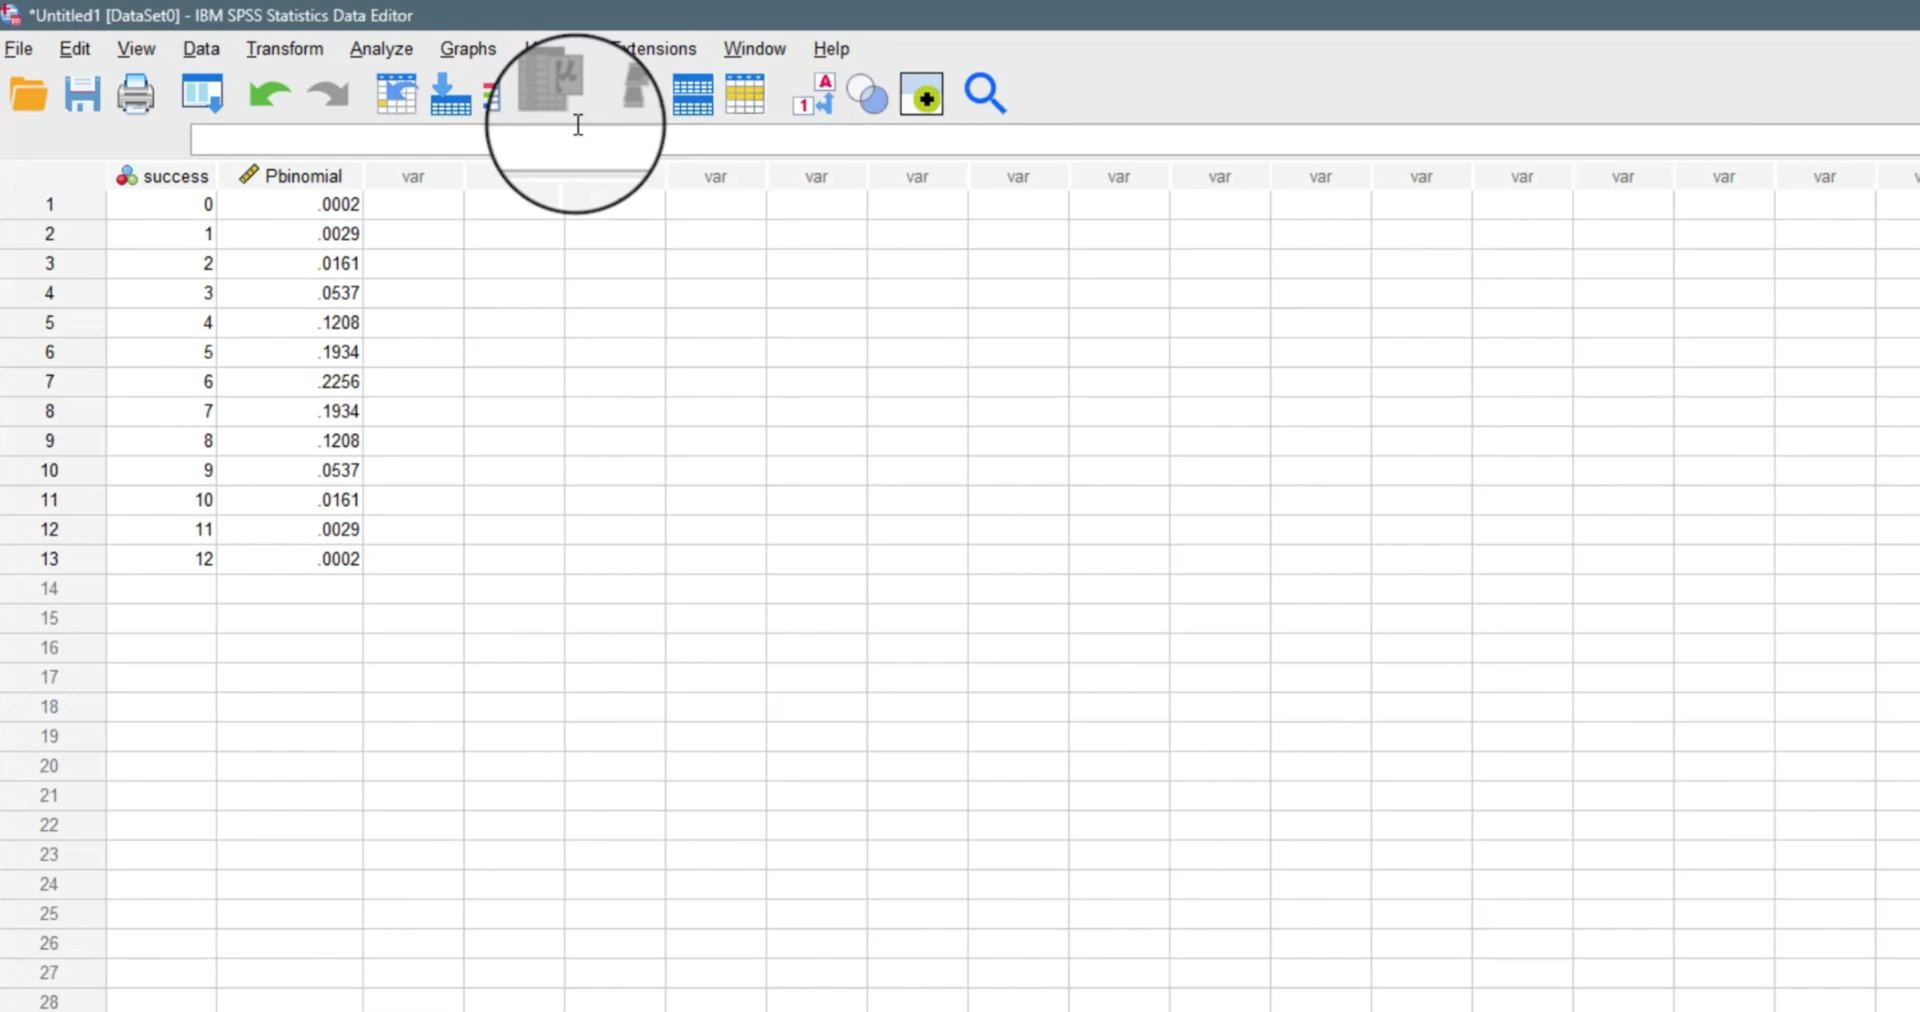 *Untitled1 [DataSet0] - IBM SPSS Statistics Data Editor
File Edit View Data Transform Analyze Graphs Extensions Window Help
µ A 1
success Pbinomial var var var var var var var var var var var var var
1 0 .0002
2 1 .0029
3 2 .0161
4 3 .0537
5 4 .1208
6 5 .1934
7 6 .2256
8 7 .1934
9 8 .1208
10 9 .0537
11 10 .0161
12 11 .0029
13 12 .0002
14
15
16
17
18
19
20
21
22
23
24
25
26
27
28